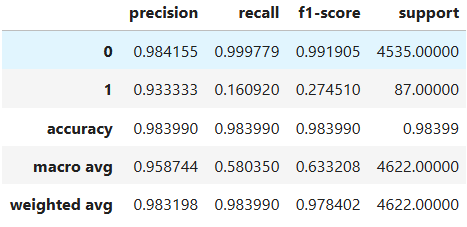 precision recall f1-score support
0 0.984155 0.999779 0.991905 4535.00000
1 0.933333 0.160920 0.274510 87.00000
accuracy 0.983990 0.983990 0.983990 0.98399
macro avg 0.958744 0.580350 0.633208 4622.00000
weighted avg 0.983198 0.983990 0.978402 4622.00000